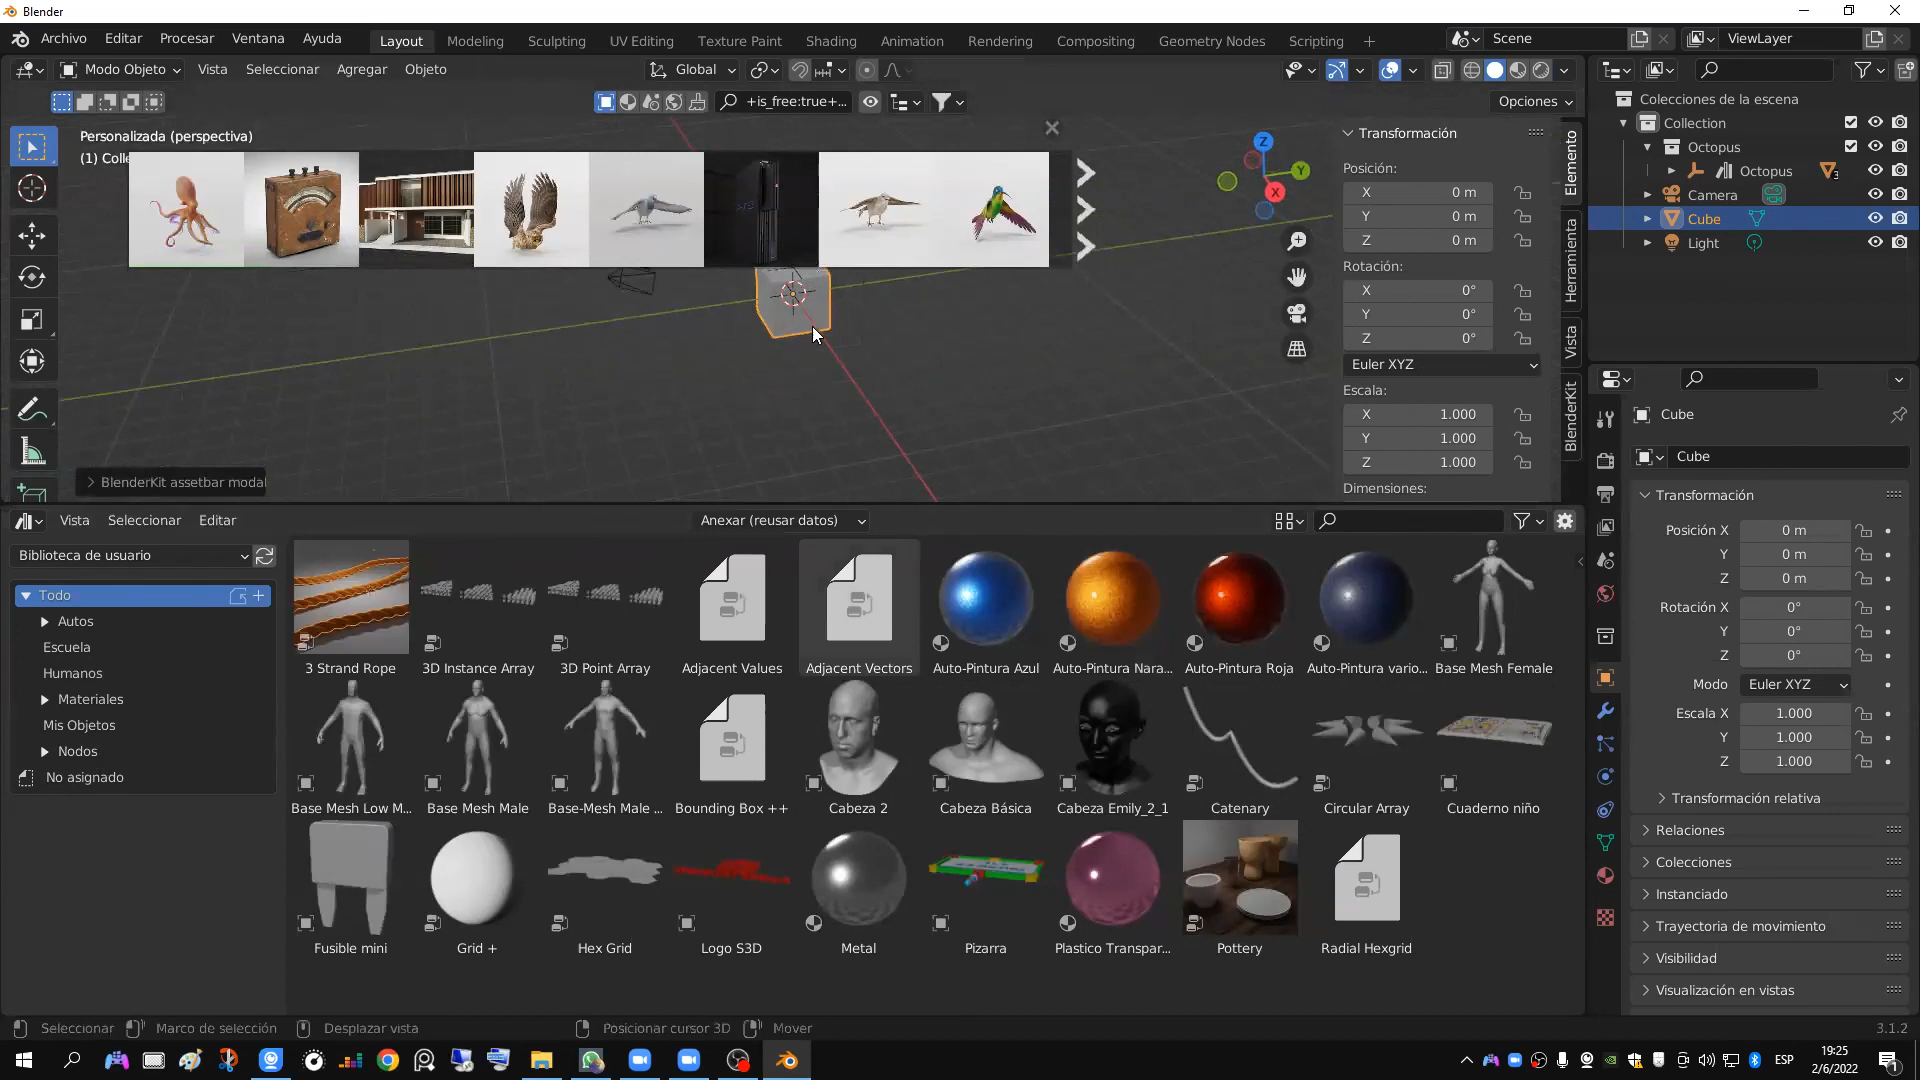 Blender
Archivo Editar Procesar Ventana Ayuda Layout Modeling Sculpting UV Editing Texture Paint Shading Animation Rendering Compositing Geometry Nodes Scripting + Scene ViewLayer
Modo Objeto Vista Seleccionar Agregar Objeto Global
+is_free:true+... Opciones
Personalizada (perspectiva)
(1) Colle
Z
Y
X
BlenderKit assetbar modal
Transformación
Posición:
X 0 m
Y 0 m
Z 0 m
Rotación:
X 0°
Y 0°
Z 0°
Euler XYZ
Escala:
X 1.000
Y 1.000
Z 1.000
Dimensiones:
Elemento
Herramienta
Vista
BlenderKit
Colecciones de la escena
Collection
Octopus
Octopus 3
Camera
Cube
Light
Vista Seleccionar Editar Anexar (reusar datos)
Biblioteca de usuario
Todo
Autos
Escuela
Humanos
Materiales
Mis Objetos
Nodos
No asignado
3 Strand Rope 3D Instance Array 3D Point Array Adjacent Values Adjacent Vectors Auto-Pintura Azul Auto-Pintura Nara... Auto-Pintura Roja Auto-Pintura vario... Base Mesh Female
Base Mesh Low M... Base Mesh Male Base-Mesh Male ... Bounding Box ++ Cabeza 2 Cabeza Básica Cabeza Emily_2_1 Catenary Circular Array Cuaderno niño
Fusible mini Grid + Hex Grid Logo S3D Metal Pizarra Plastico Transpar... Pottery Radial Hexgrid
Cube
Cube
Transformación
Posición X 0 m
Y 0 m
Z 0 m
Rotación X 0°
Y 0°
Z 0°
Modo Euler XYZ
Escala X 1.000
Y 1.000
Z 1.000
Transformación relativa
Relaciones
Colecciones
Instanciado
Trayectoria de movimiento
Visibilidad
Visualización en vistas
Seleccionar Marco de selección Desplazar vista Posicionar cursor 3D Mover 3.1.2
ESP
19:25
2/6/2022
1